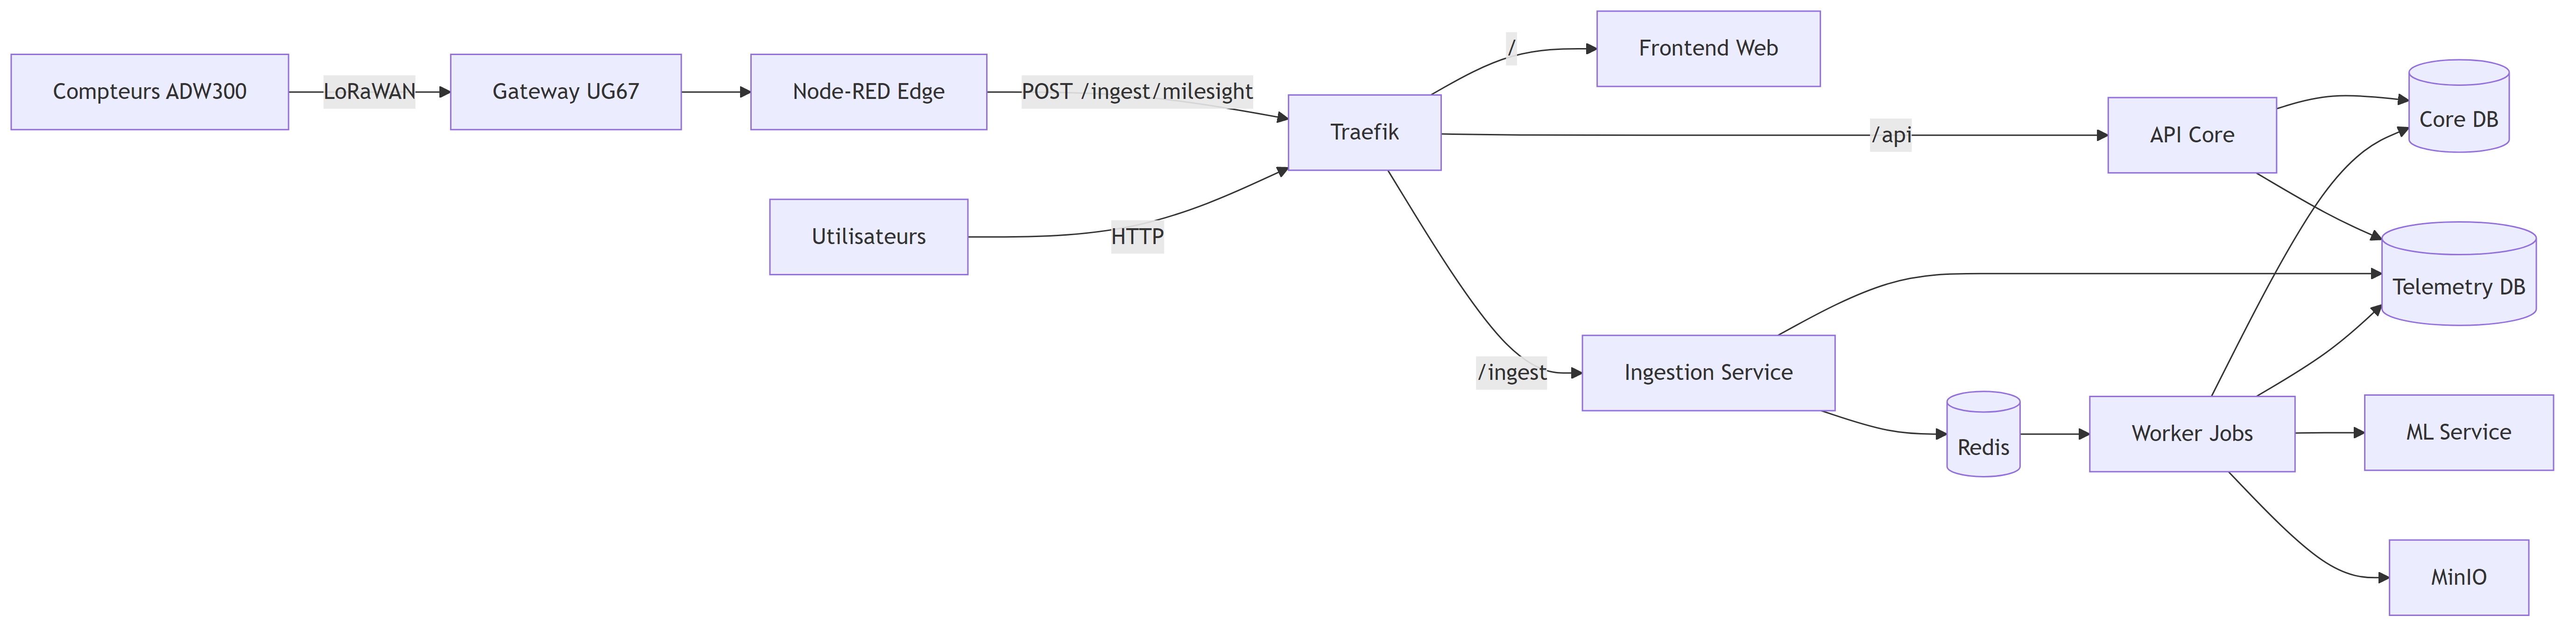 Compteurs ADW300
LoRaWAN
Gateway UG67
Node-RED Edge
POST /ingest/milesight
Utilisateurs
HTTP
Traefik
/
Frontend Web
/api
API Core
Core DB
Telemetry DB
/ingest
Ingestion Service
Redis
Worker Jobs
ML Service
MinIO